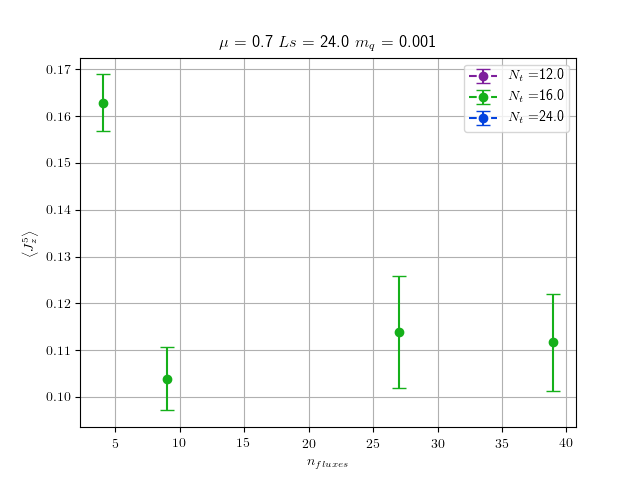 μ = 0.7 Ls = 24.0 m_q = 0.001
0.17
0.16
0.15
0.14
0.13
0.12
0.11
0.10
⟨J_z^5⟩
N_t =12.0
N_t =16.0
N_t =24.0
5 10 15 20 25 30 35 40
n_fluxes